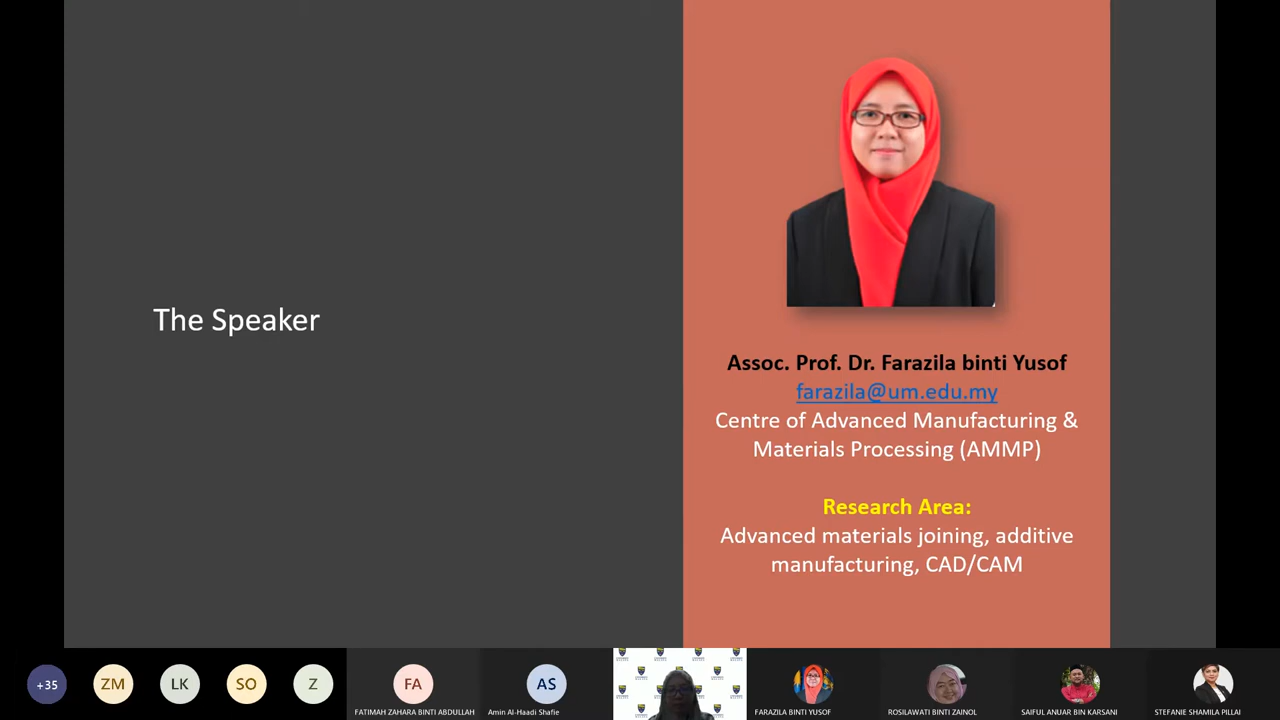 The Speaker
Assoc. Prof. Dr. Farazila binti Yusof
farazila@um.edu.my
Centre of Advanced Manufacturing &
Materials Processing (AMMP)
Research Area:
Advanced materials joining, additive
manufacturing, CAD/CAM
+35
ZM
LK
SO
Z
FA
AS
FATIMAH ZAHARA BINTI ABDULLAH
Amin Al-Haadi Shafie
FARAZILA BINTI YUSOF
ROSILAWATI BINTI ZAINOL
SAIFUL ANUAR BIN KARSANI
STEFANIE SHAMILA PILLAI